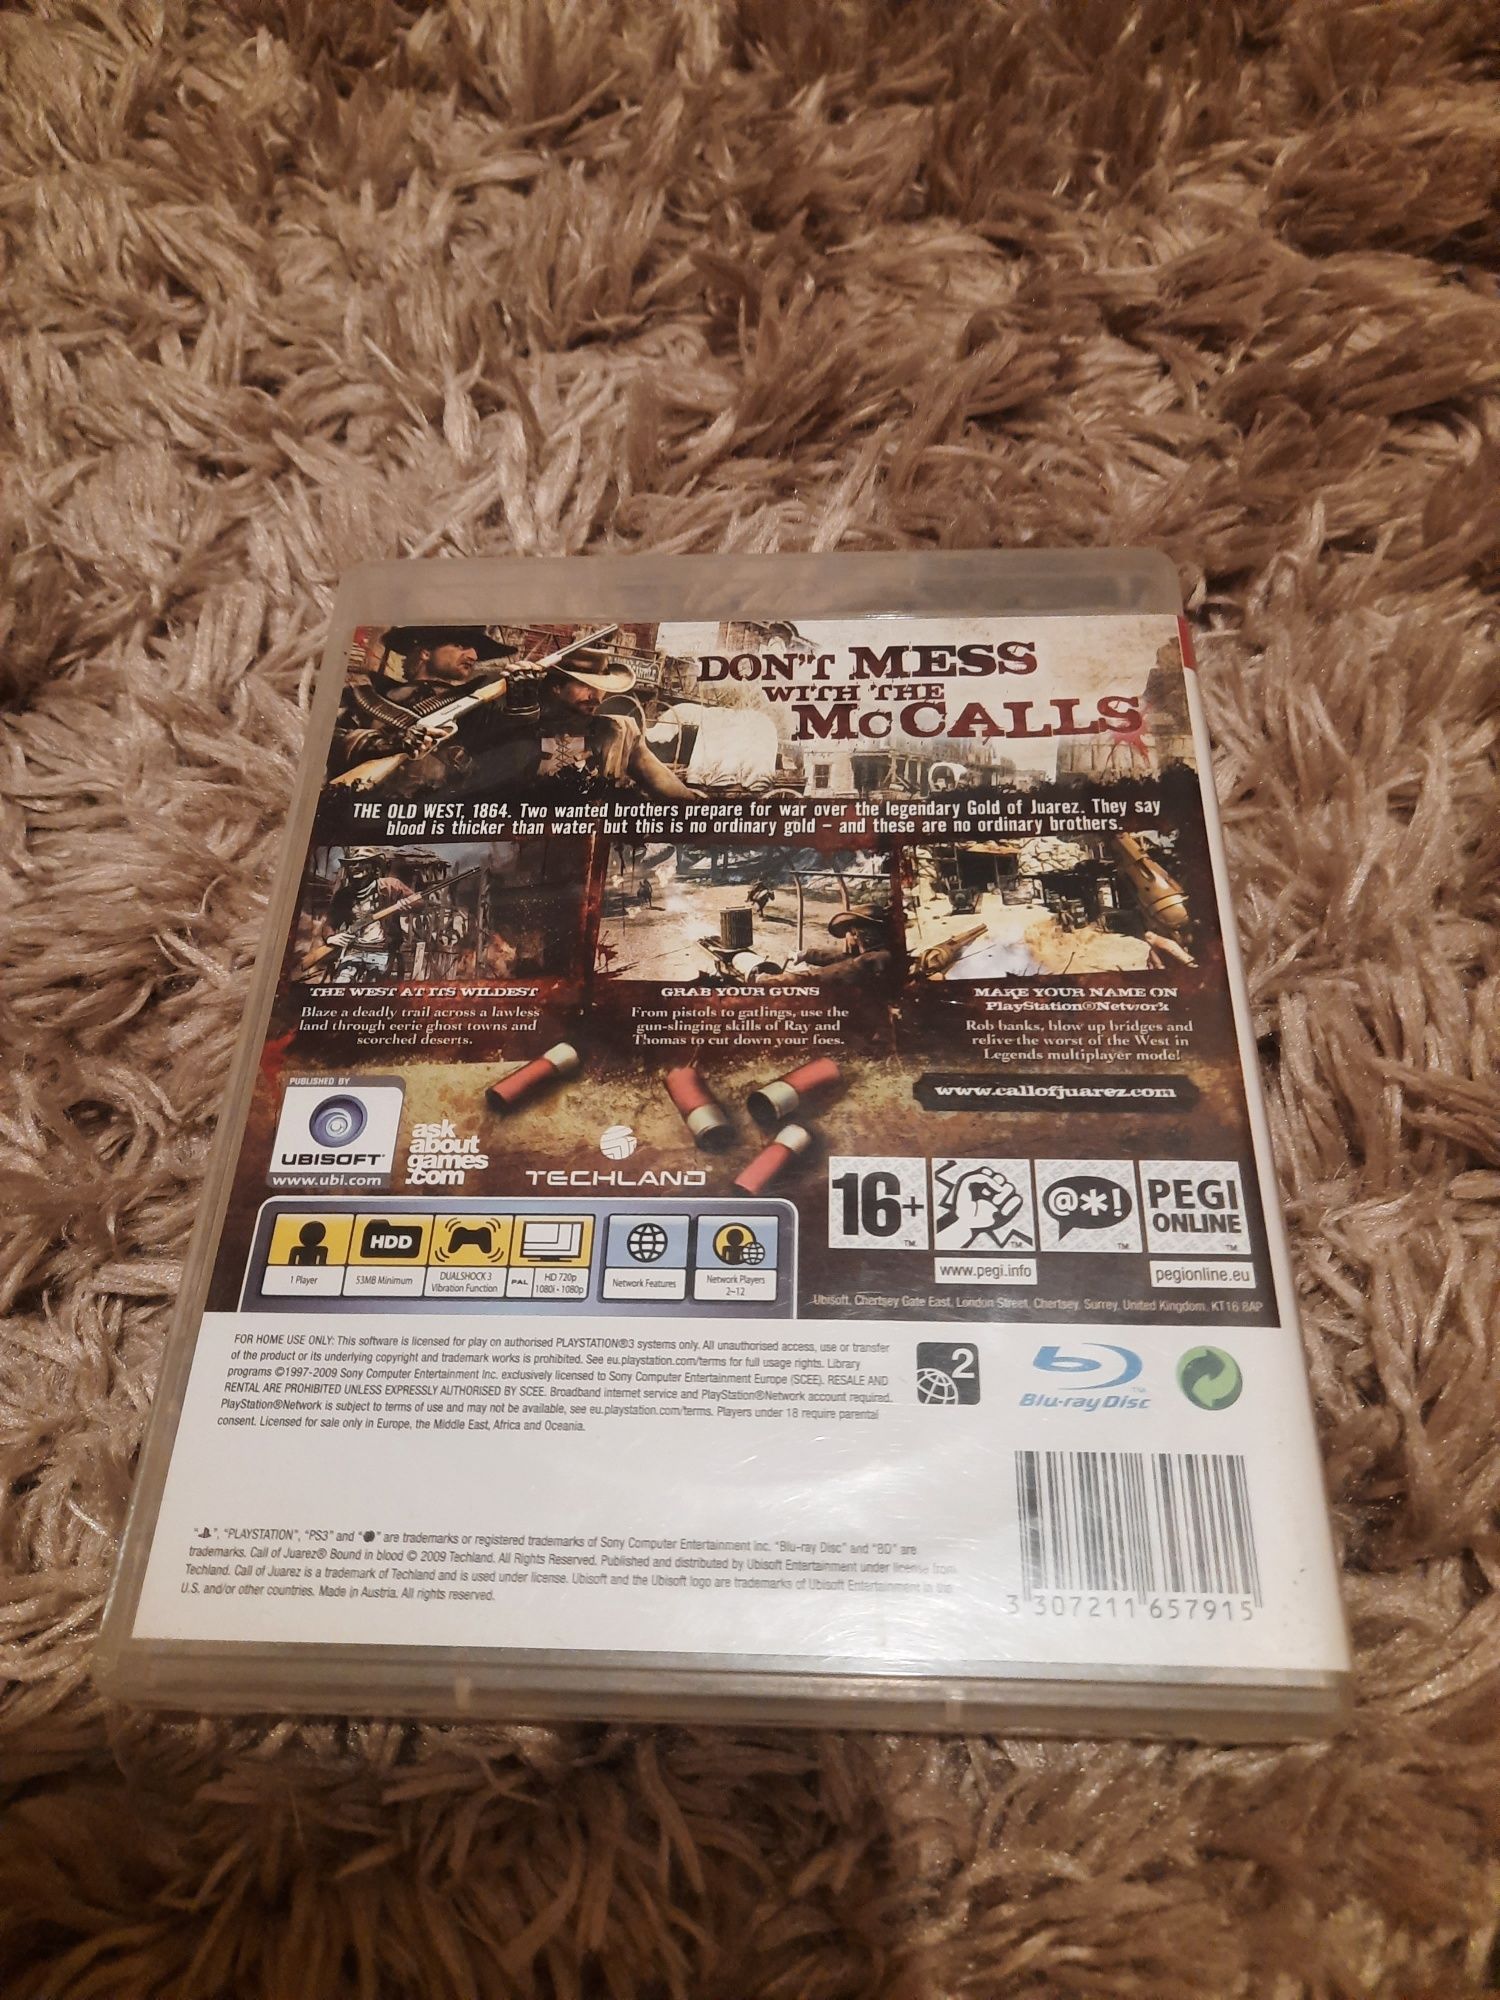 DON'T MESS
WITH THE
McCALLS
THE OLD WEST, 1864. Two wanted brothers prepare for war over the legendary Gold of Juarez. They say
blood is thicker than water, but this is no ordinary gold – and these are no ordinary brothers.
THE WEST AT ITS WILDEST
Blaze a deadly trail across a lawless
land through eerie ghost towns and
scorched deserts.
GRAB YOUR GUNS
From pistols to gatlings, use the
gun-slinging skills of Ray and
Thomas to cut down your foes.
MAKE YOUR NAME ON
PlayStation®Network
Rob banks, blow up bridges and
relive the worst of the West in
Legends multiplayer mode!
www.callofjuarez.com
PUBLISHED BY
UBISOFT
www.ubi.com
ask
about
games
.com
TECHLAND®
16+™
@*!
PEGI
ONLINE
www.pegi.info
pegionline.eu
HDD
1 Player
53MB Minimum
DUALSHOCK 3
Vibration Function
PAL
HD 720p
1080i • 1080p
Network Features
Network Players
2-12
Ubisoft, Chertsey Gate East, London Street, Chertsey, Surrey, United Kingdom, KT16 8AP
FOR HOME USE ONLY: This software is licensed for play on authorised PLAYSTATION®3 systems only. All unauthorised access, use or transfer
of the product or its underlying copyright and trademark works is prohibited. See eu.playstation.com/terms for full usage rights. Library
programs ©1997-2009 Sony Computer Entertainment Inc. exclusively licensed to Sony Computer Entertainment Europe (SCEE). RESALE AND
RENTAL ARE PROHIBITED UNLESS EXPRESSLY AUTHORISED BY SCEE. Broadband internet service and PlayStation®Network account required.
PlayStation®Network is subject to terms of use and may not be available, see eu.playstation.com/terms. Players under 18 require parental
consent. Licensed for sale only in Europe, the Middle East, Africa and Oceania.
2
Blu-ray Disc™
"PLAYSTATION", "PS3" and " " are trademarks or registered trademarks of Sony Computer Entertainment Inc. "Blu-ray Disc" and "BD" are
trademarks. Call of Juarez® Bound in blood © 2009 Techland. All Rights Reserved. Published and distributed by Ubisoft Entertainment under license from
Techland. Call of Juarez is a trademark of Techland and is used under license. Ubisoft and the Ubisoft logo are trademarks of Ubisoft Entertainment in the
U.S. and/or other countries. Made in Austria. All rights reserved.
3 307211 657915